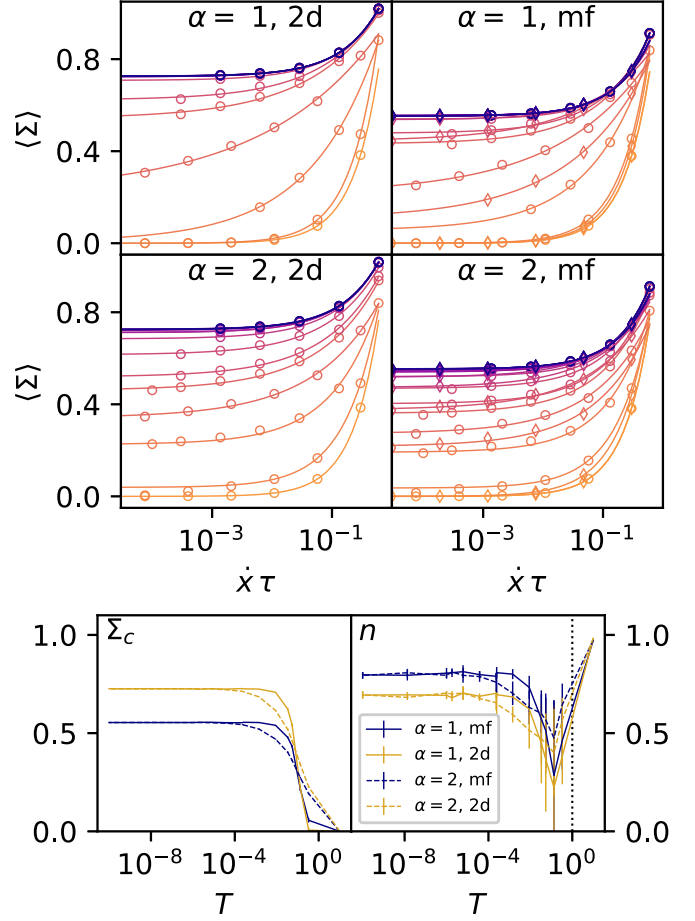 α = 1, 2d
α = 1, mf
0.8
0.4
0.0
⟨Σ⟩
α = 2, 2d
α = 2, mf
0.8
0.4
0.0
⟨Σ⟩
10⁻³ 10⁻¹
10⁻³ 10⁻¹
ẋ τ
ẋ τ
1.0
0.5
0.0
Σc
n
1.0
0.5
0.0
α = 1, mf
α = 1, 2d
α = 2, mf
α = 2, 2d
10⁻⁸ 10⁻⁴ 10⁰
10⁻⁸ 10⁻⁴ 10⁰
T
T